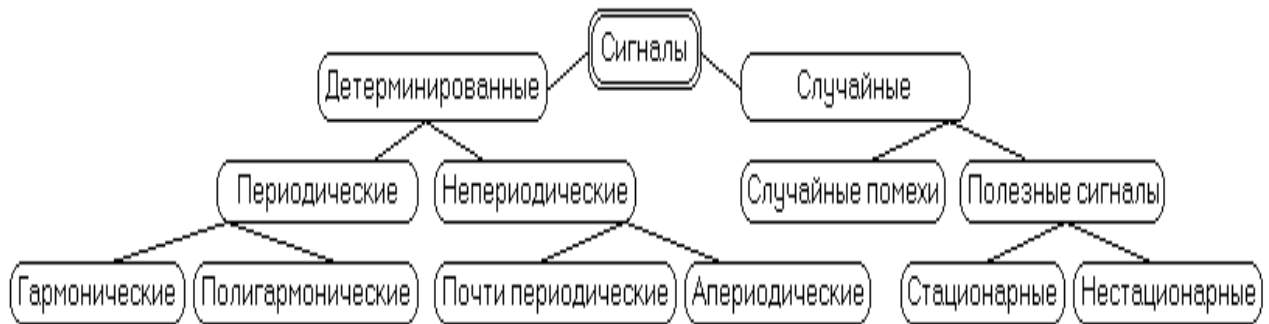 Сигналы
Детерминированные
Случайные
Периодические
Непериодические
Случайные помехи
Полезные сигналы
Гармонические
Полигармонические
Почти периодические
Апериодические
Стационарные
Нестационарные